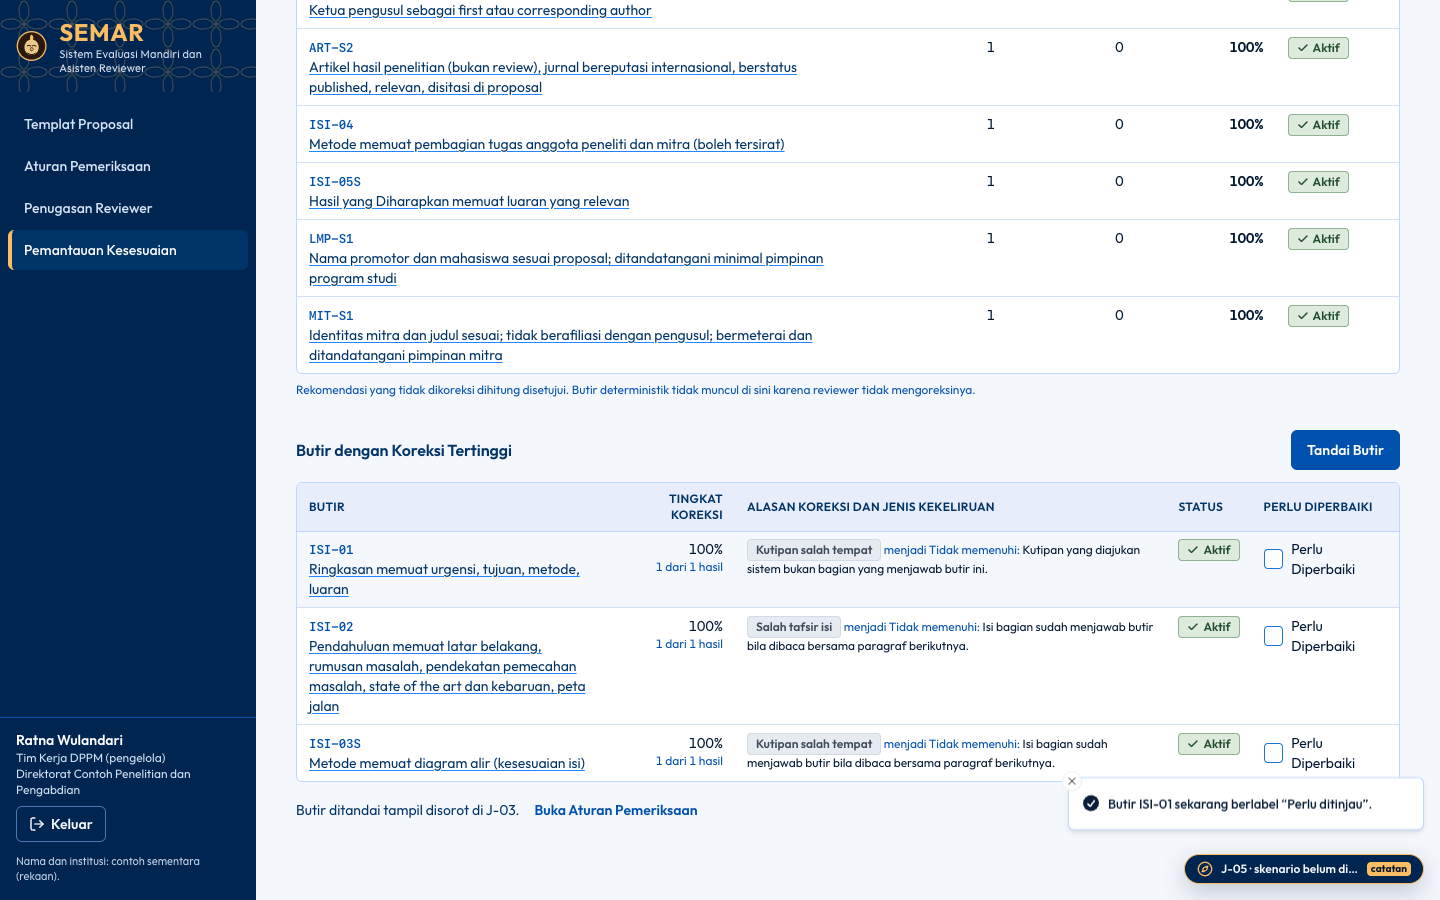 SEMAR
Sistem Evaluasi Mandiri dan
Asisten Reviewer
Templat Proposal
Aturan Pemeriksaan
Penugasan Reviewer
Pemantauan Kesesuaian
Ratna Wulandari
Tim Kerja DPPM (pengelola)
Direktorat Contoh Penelitian dan
Pengabdian
Keluar
Nama dan institusi: contoh sementara
(rekaan).
Ketua pengusul sebagai first atau corresponding author
ART-S2 1 0 100% Aktif
Artikel hasil penelitian (bukan review), jurnal bereputasi internasional, berstatus
published, relevan, disitasi di proposal
ISI-04 1 0 100% Aktif
Metode memuat pembagian tugas anggota peneliti dan mitra (boleh tersirat)
ISI-05S 1 0 100% Aktif
Hasil yang Diharapkan memuat luaran yang relevan
LMP-S1 1 0 100% Aktif
Nama promotor dan mahasiswa sesuai proposal; ditandatangani minimal pimpinan
program studi
MIT-S1 1 0 100% Aktif
Identitas mitra dan judul sesuai; tidak berafiliasi dengan pengusul; bermeterai dan
ditandatangani pimpinan mitra
Rekomendasi yang tidak dikoreksi dihitung disetujui. Butir deterministik tidak muncul di sini karena reviewer tidak mengoreksinya.
Butir dengan Koreksi Tertinggi
Tandai Butir
BUTIR
TINGKAT
KOREKSI
ALASAN KOREKSI DAN JENIS KEKELIRUAN
STATUS
PERLU DIPERBAIKI
ISI-01
Ringkasan memuat urgensi, tujuan, metode,
luaran
100%
1 dari 1 hasil
Kutipan salah tempat menjadi Tidak memenuhi: Kutipan yang diajukan
sistem bukan bagian yang menjawab butir ini.
Aktif
Perlu
Diperbaiki
ISI-02
Pendahuluan memuat latar belakang,
rumusan masalah, pendekatan pemecahan
masalah, state of the art dan kebaruan, peta
jalan
100%
1 dari 1 hasil
Salah tafsir isi menjadi Tidak memenuhi: Isi bagian sudah menjawab butir
bila dibaca bersama paragraf berikutnya.
Aktif
Perlu
Diperbaiki
ISI-03S
Metode memuat diagram alir (kesesuaian isi)
100%
1 dari 1 hasil
Kutipan salah tempat menjadi Tidak memenuhi: Isi bagian sudah
menjawab butir bila dibaca bersama paragraf berikutnya.
Aktif
Perlu
Diperbaiki
Butir ditandai tampil disorot di J-03. Buka Aturan Pemeriksaan
Butir ISI-01 sekarang berlabel “Perlu ditinjau”.
J-05 · skenario belum di... catatan